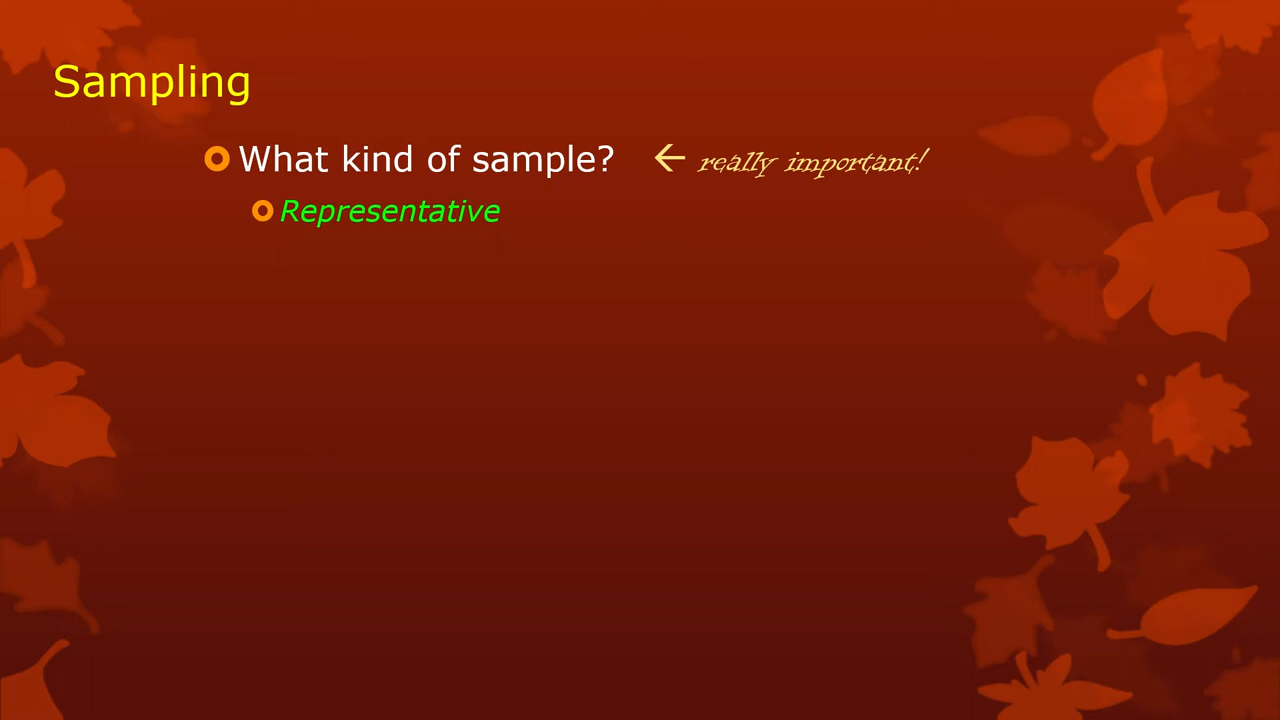 Sampling
What kind of sample? ← really important!
Representative